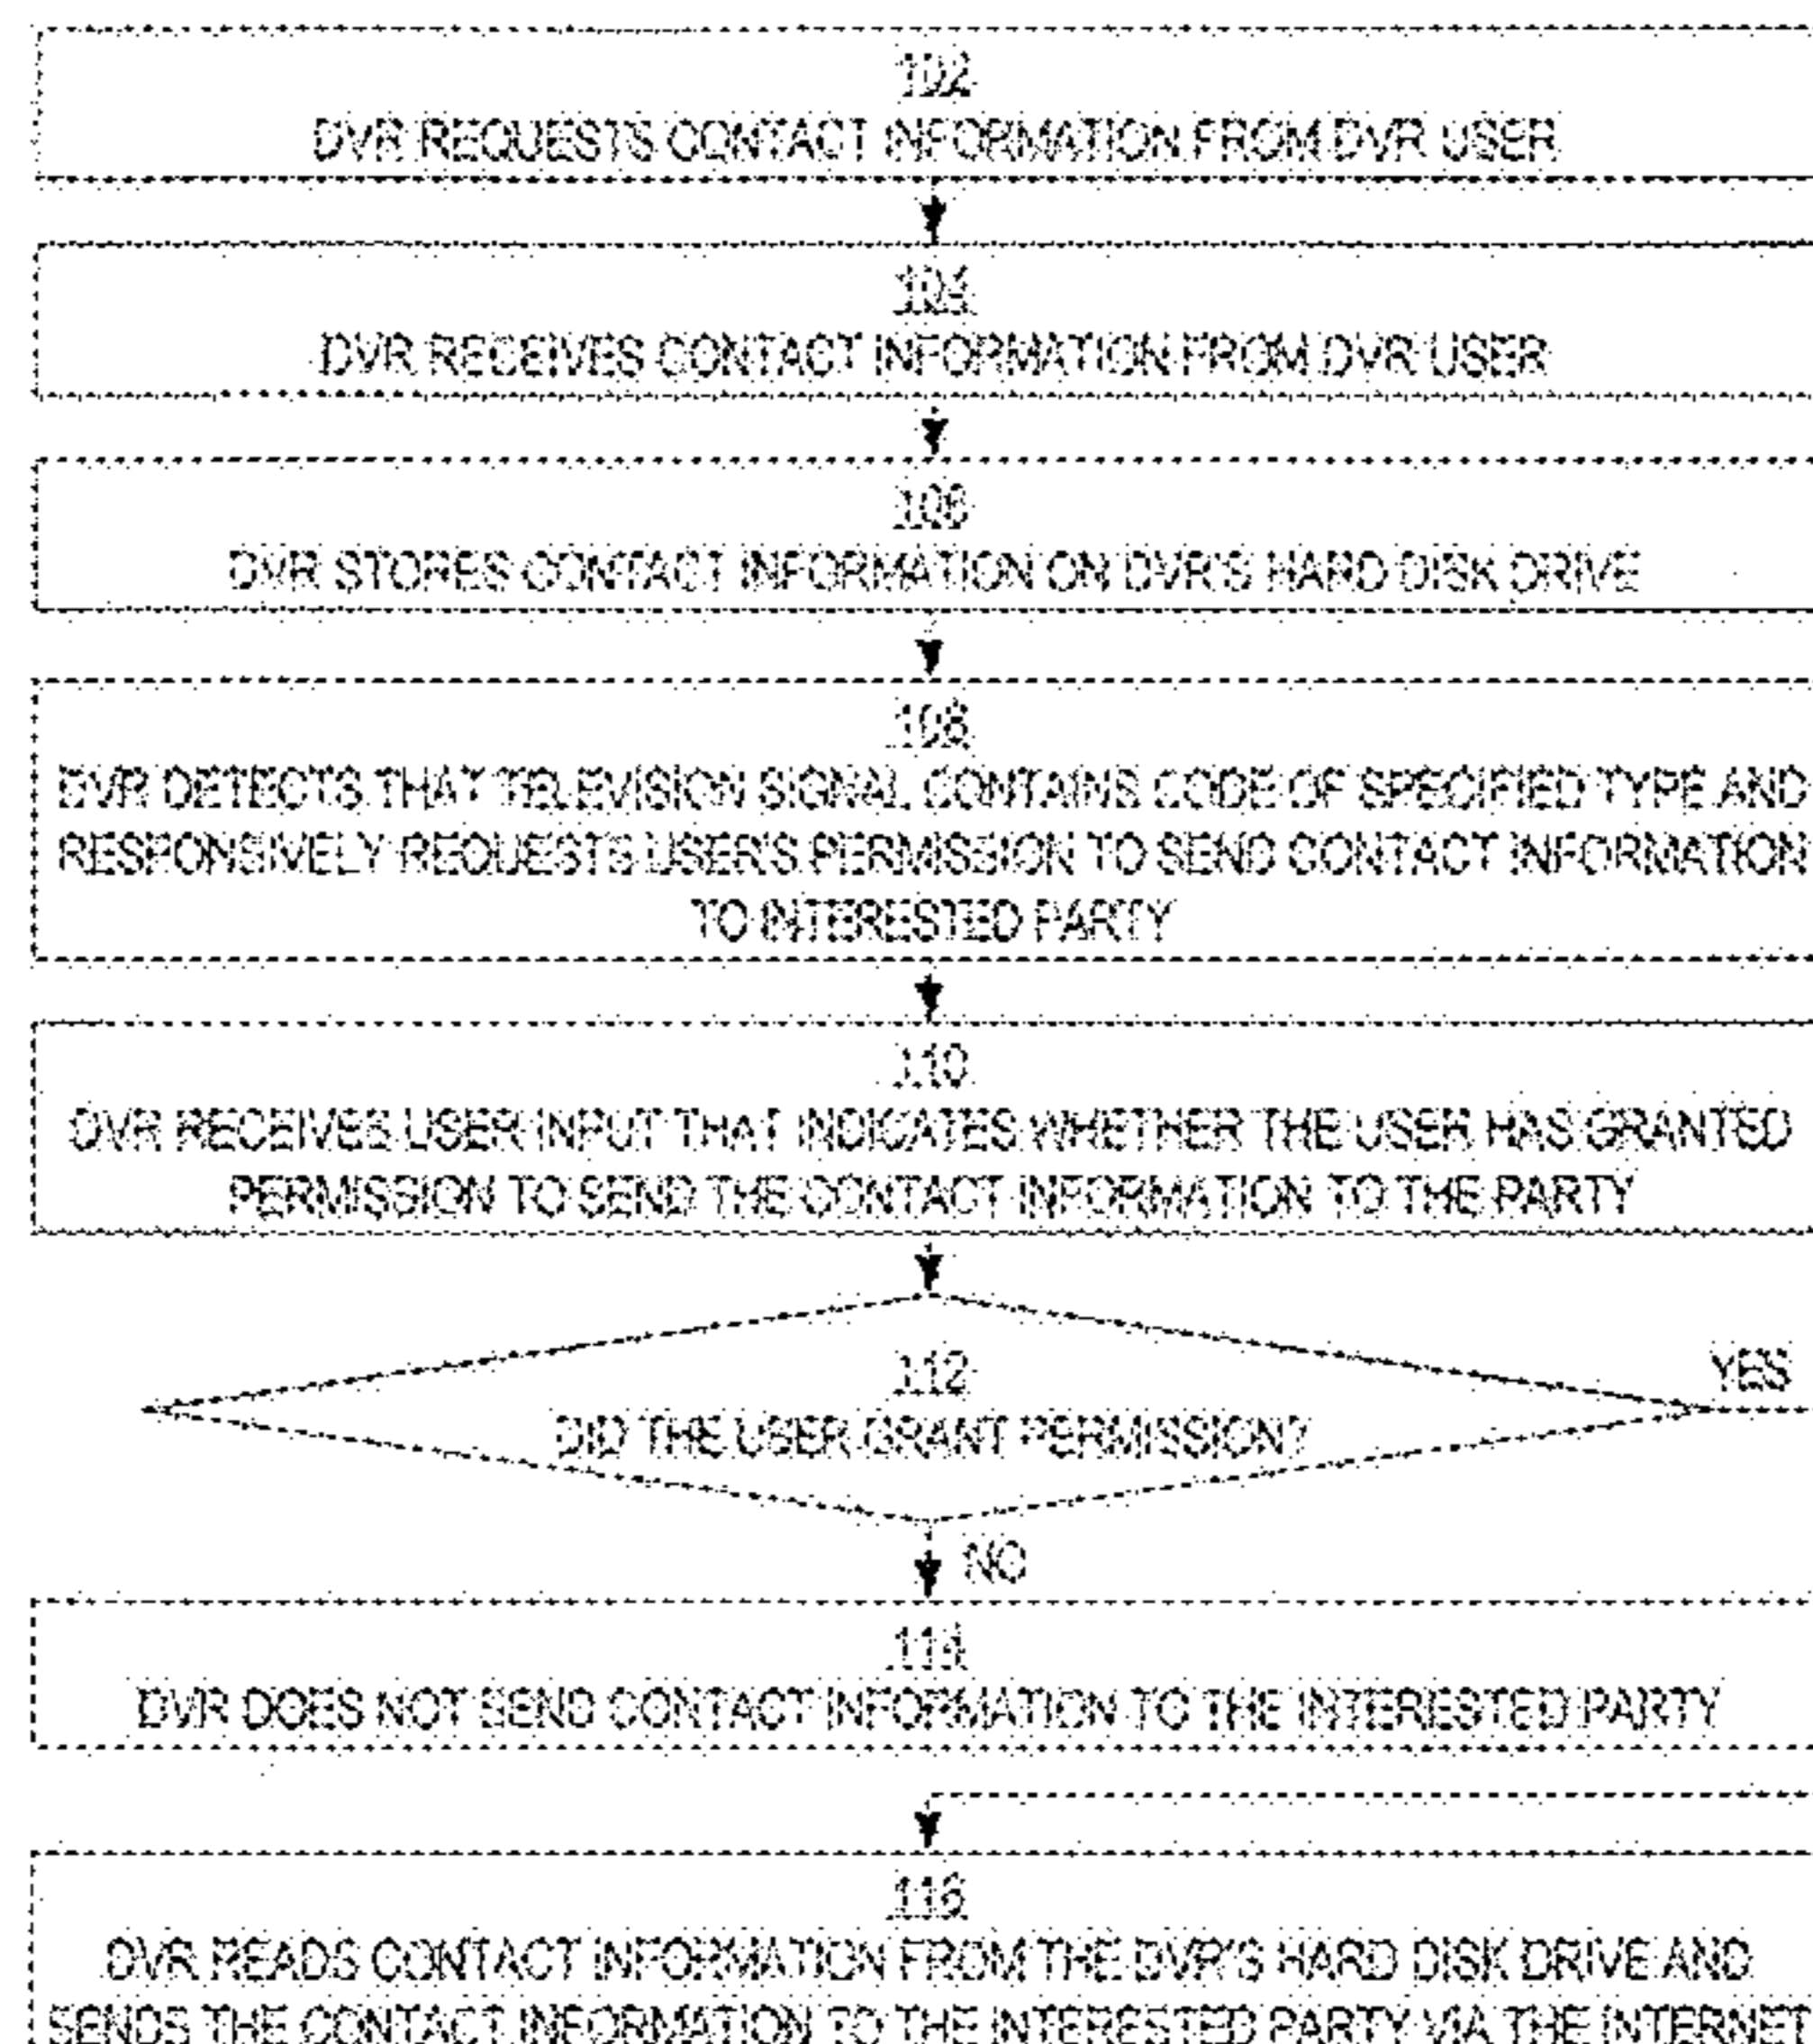 102
DVR REQUESTS CONTACT INFORMATION FROM DVR USER
104
DVR RECEIVES CONTACT INFORMATION FROM DVR USER
106
DVR STORES CONTACT INFORMATION ON DVR'S HARD DISK DRIVE
108
DVR DETECTS THAT TELEVISION SIGNAL CONTAINS CODE OF SPECIFIED TYPE AND
RESPONSIVELY REQUESTS USER'S PERMISSION TO SEND CONTACT INFORMATION
TO INTERESTED PARTY
110
DVR RECEIVES USER INPUT THAT INDICATES WHETHER THE USER HAS GRANTED
PERMISSION TO SEND THE CONTACT INFORMATION TO THE PARTY
112
DID THE USER GRANT PERMISSION?
YES
NO
114
DVR DOES NOT SEND CONTACT INFORMATION TO THE INTERESTED PARTY
116
DVR READS CONTACT INFORMATION FROM THE DVR'S HARD DISK DRIVE AND
SENDS THE CONTACT INFORMATION TO THE INTERESTED PARTY VIA THE INTERNET